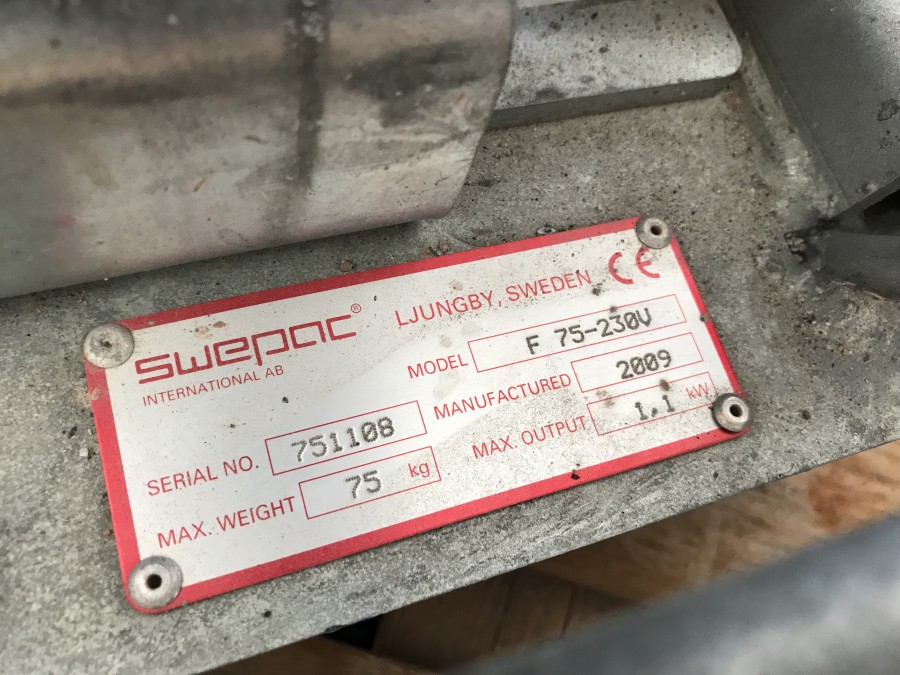 swepac® LJUNGBY, SWEDEN CE
INTERNATIONAL AB
MODEL F 75-230V
SERIAL NO. 751108 MANUFACTURED 2009
MAX. WEIGHT 75 kg MAX. OUTPUT 1,1 kW